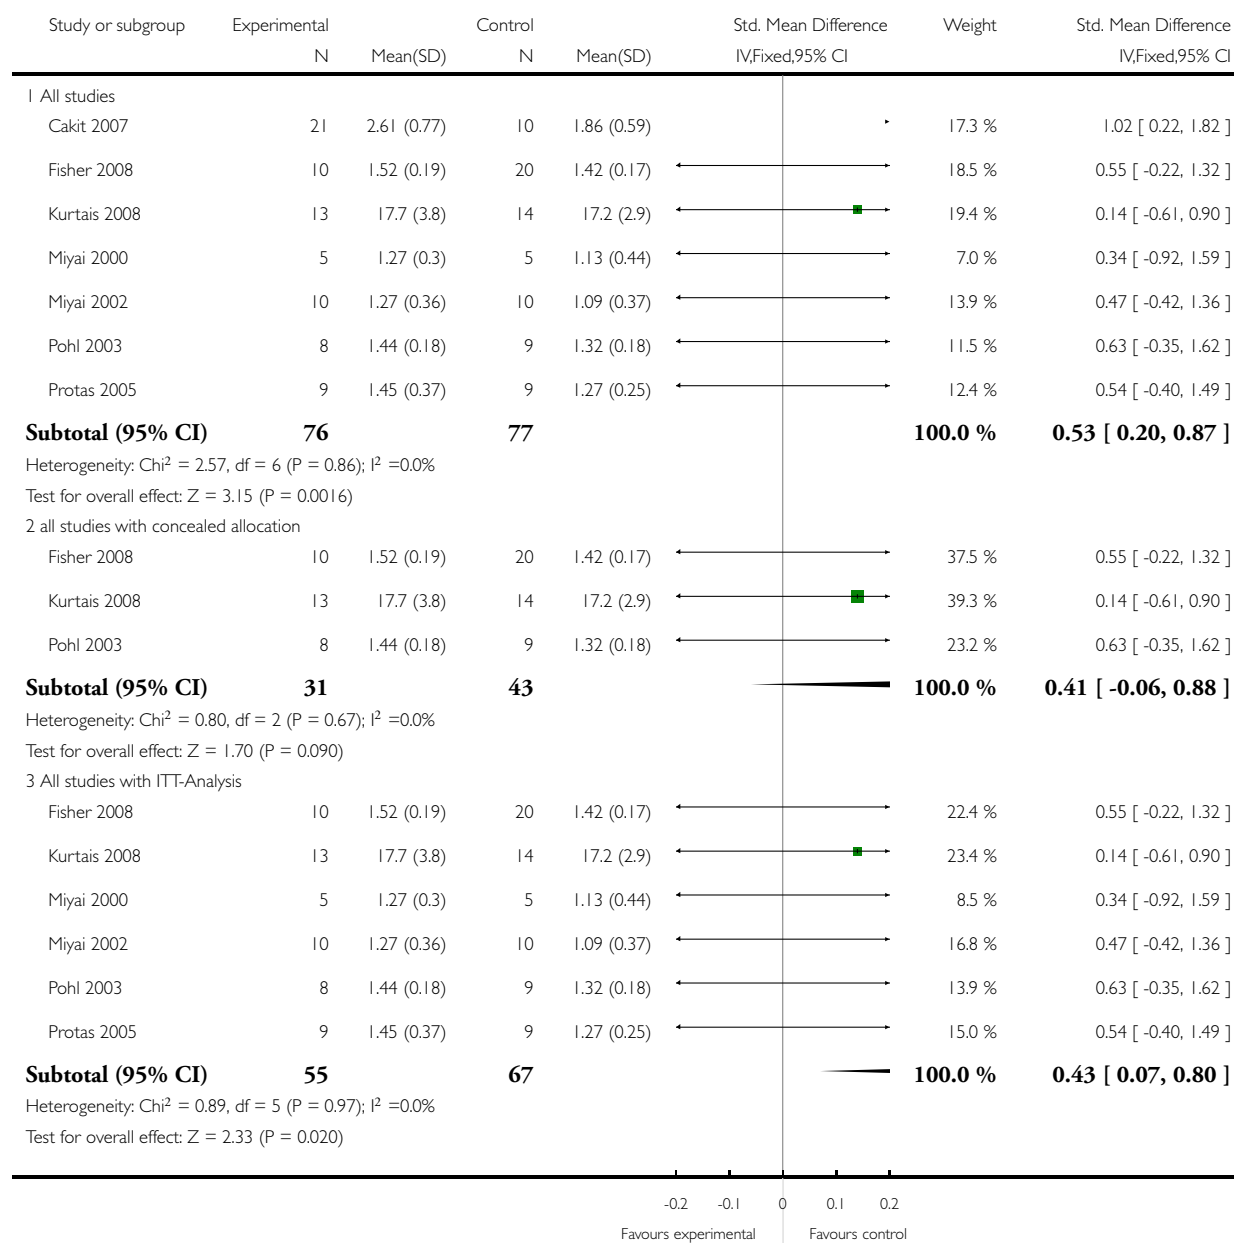 Study or subgroup Experimental Control Std. Mean Difference Weight Std. Mean Difference
N Mean(SD) N Mean(SD) IV,Fixed,95% CI IV,Fixed,95% CI
1 All studies
Cakit 2007 21 2.61 (0.77) 10 1.86 (0.59) 17.3 % 1.02 [ 0.22, 1.82 ]
Fisher 2008 10 1.52 (0.19) 20 1.42 (0.17) 18.5 % 0.55 [ -0.22, 1.32 ]
Kurtais 2008 13 17.7 (3.8) 14 17.2 (2.9) 19.4 % 0.14 [ -0.61, 0.90 ]
Miyai 2000 5 1.27 (0.3) 5 1.13 (0.44) 7.0 % 0.34 [ -0.92, 1.59 ]
Miyai 2002 10 1.27 (0.36) 10 1.09 (0.37) 13.9 % 0.47 [ -0.42, 1.36 ]
Pohl 2003 8 1.44 (0.18) 9 1.32 (0.18) 11.5 % 0.63 [ -0.35, 1.62 ]
Protas 2005 9 1.45 (0.37) 9 1.27 (0.25) 12.4 % 0.54 [ -0.40, 1.49 ]
Subtotal (95% CI) 76 77 100.0 % 0.53 [ 0.20, 0.87 ]
Heterogeneity: Chi² = 2.57, df = 6 (P = 0.86); I² =0.0%
Test for overall effect: Z = 3.15 (P = 0.0016)
2 all studies with concealed allocation
Fisher 2008 10 1.52 (0.19) 20 1.42 (0.17) 37.5 % 0.55 [ -0.22, 1.32 ]
Kurtais 2008 13 17.7 (3.8) 14 17.2 (2.9) 39.3 % 0.14 [ -0.61, 0.90 ]
Pohl 2003 8 1.44 (0.18) 9 1.32 (0.18) 23.2 % 0.63 [ -0.35, 1.62 ]
Subtotal (95% CI) 31 43 100.0 % 0.41 [ -0.06, 0.88 ]
Heterogeneity: Chi² = 0.80, df = 2 (P = 0.67); I² =0.0%
Test for overall effect: Z = 1.70 (P = 0.090)
3 All studies with ITT-Analysis
Fisher 2008 10 1.52 (0.19) 20 1.42 (0.17) 22.4 % 0.55 [ -0.22, 1.32 ]
Kurtais 2008 13 17.7 (3.8) 14 17.2 (2.9) 23.4 % 0.14 [ -0.61, 0.90 ]
Miyai 2000 5 1.27 (0.3) 5 1.13 (0.44) 8.5 % 0.34 [ -0.92, 1.59 ]
Miyai 2002 10 1.27 (0.36) 10 1.09 (0.37) 16.8 % 0.47 [ -0.42, 1.36 ]
Pohl 2003 8 1.44 (0.18) 9 1.32 (0.18) 13.9 % 0.63 [ -0.35, 1.62 ]
Protas 2005 9 1.45 (0.37) 9 1.27 (0.25) 15.0 % 0.54 [ -0.40, 1.49 ]
Subtotal (95% CI) 55 67 100.0 % 0.43 [ 0.07, 0.80 ]
Heterogeneity: Chi² = 0.89, df = 5 (P = 0.97); I² =0.0%
Test for overall effect: Z = 2.33 (P = 0.020)
-0.2 -0.1 0 0.1 0.2
Favours experimental Favours control